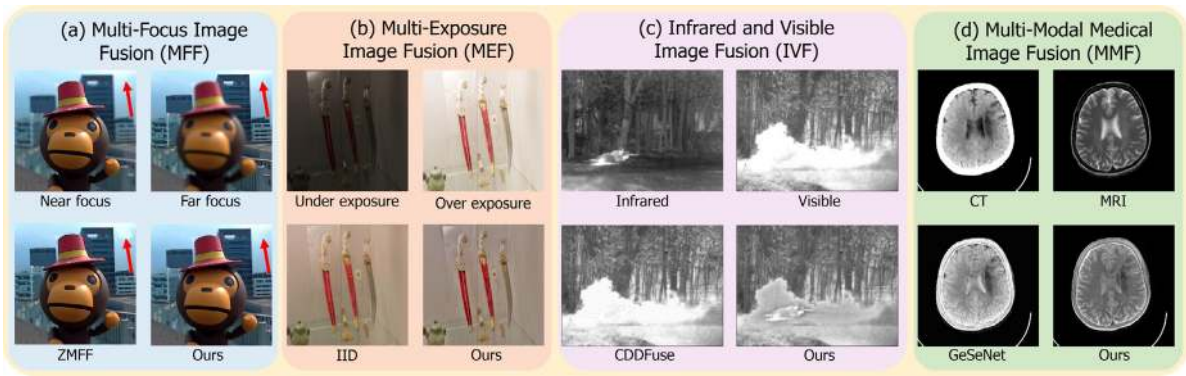 (a) Multi-Focus Image
Fusion (MFF)
Near focus
Far focus
ZMFF
Ours
(b) Multi-Exposure
Image Fusion (MEF)
Under exposure
Over exposure
IID
Ours
(c) Infrared and Visible
Image Fusion (IVF)
Infrared
Visible
CDDFuse
Ours
(d) Multi-Modal Medical
Image Fusion (MMF)
CT
MRI
GeSeNet
Ours